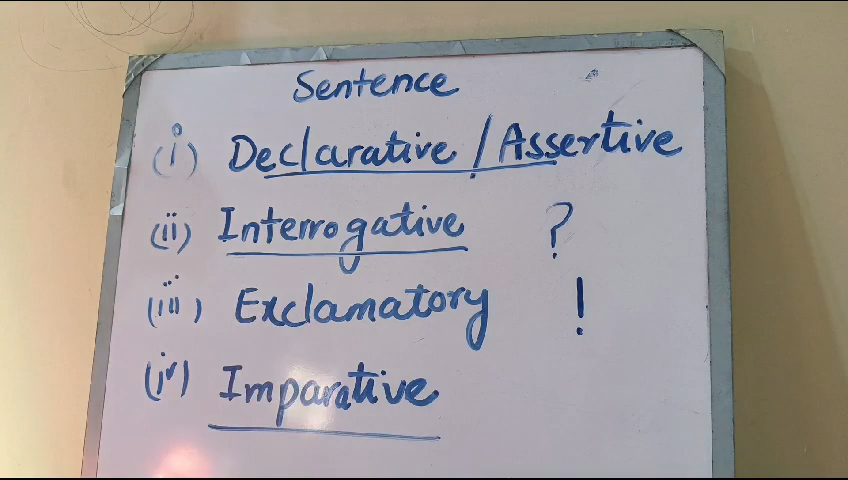 Sentence
(i) Declarative / Assertive
(ii) Interrogative ?
(iii) Exclamatory !
(iv) Imparative